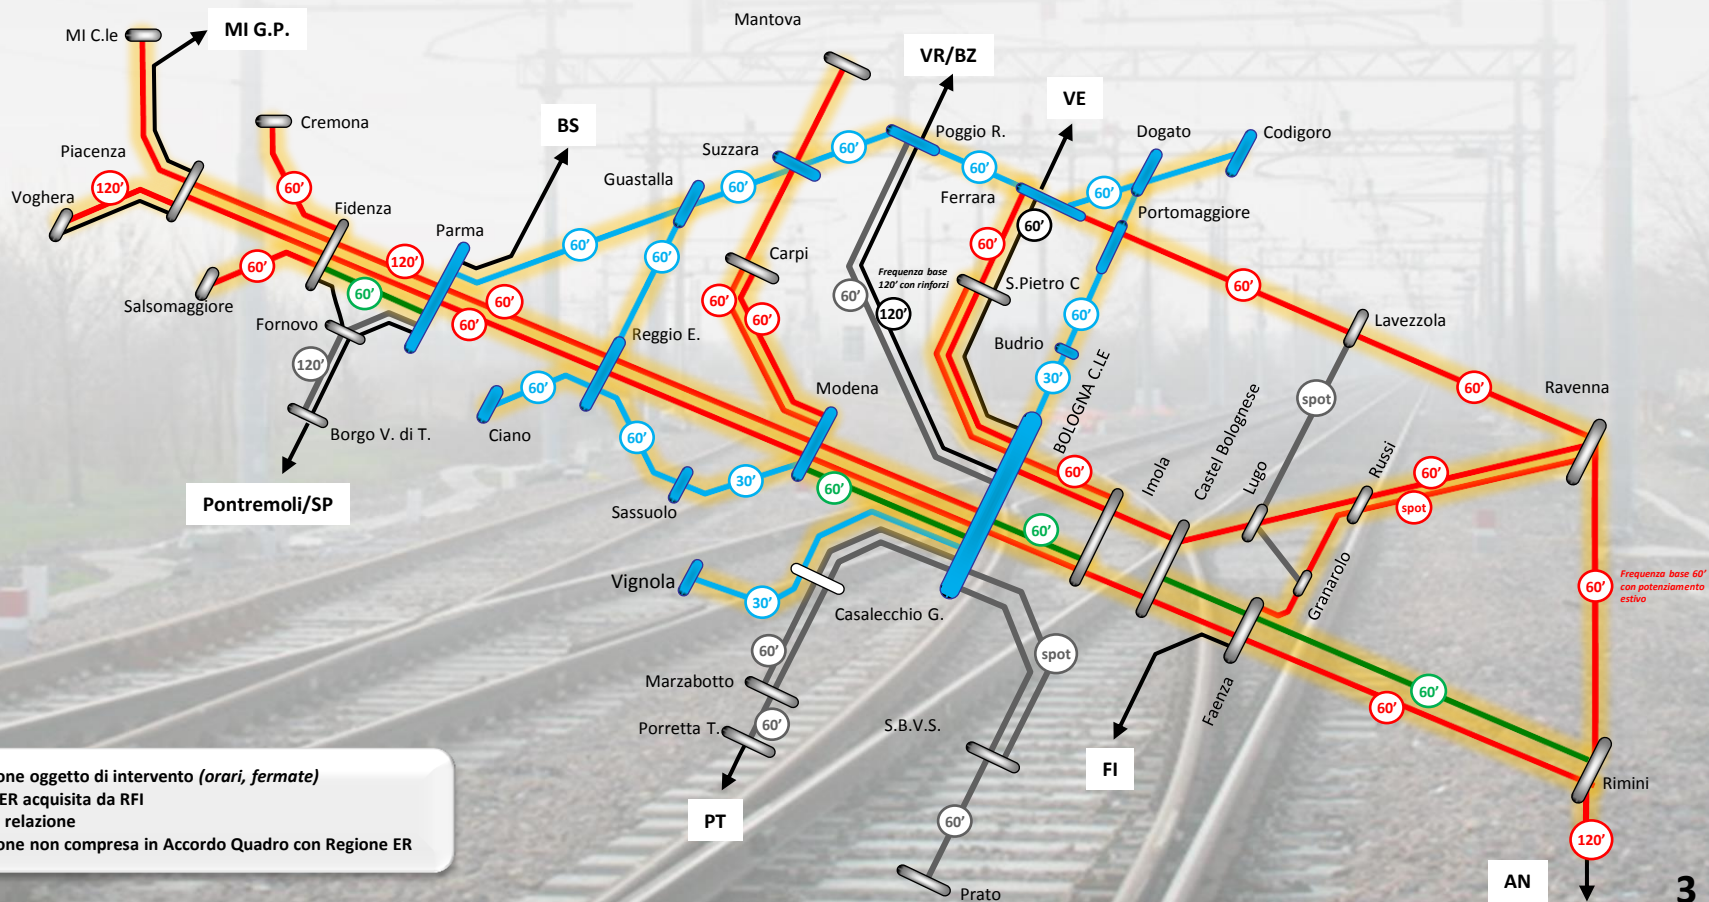 MI C.le
MI G.P.
Mantova
VR/BZ
VE
BS
Cremona
Piacenza
Voghera
120'
60'
Fidenza
Salsomaggiore
60'
Parma
120'
60'
60'
60'
Fornovo
120'
Borgo V. di T.
Pontremoli/SP
Guastalla
Suzzara
60'
60'
60'
60'
Poggio R.
60'
Ferrara
Dogato
Codigoro
60'
Portomaggiore
60'
60'
Carpi
60'
60'
Reggio E.
60'
Ciano
60'
Sassuolo
30'
Modena
60'
60'
Frequenza base
120' con rinforzi
120'
S.Pietro C
60'
Budrio
30'
BOLOGNA C.LE
60'
Imola
Castel Bolognese
Lugo
Russi
Granarolo
60'
Lavezzola
spot
60'
Ravenna
60'
spot
60'
Frequenza base 60'
con potenziamento
estivo
60'
Vignola
30'
Casalecchio G.
60'
Marzabotto
60'
Porretta T.
PT
spot
S.B.V.S.
60'
Prato
FI
Faenza
60'
60'
Rimini
120'
AN
one oggetto di intervento (orari, fermate)
ER acquisita da RFI
relazione
one non compresa in Accordo Quadro con Regione ER
3